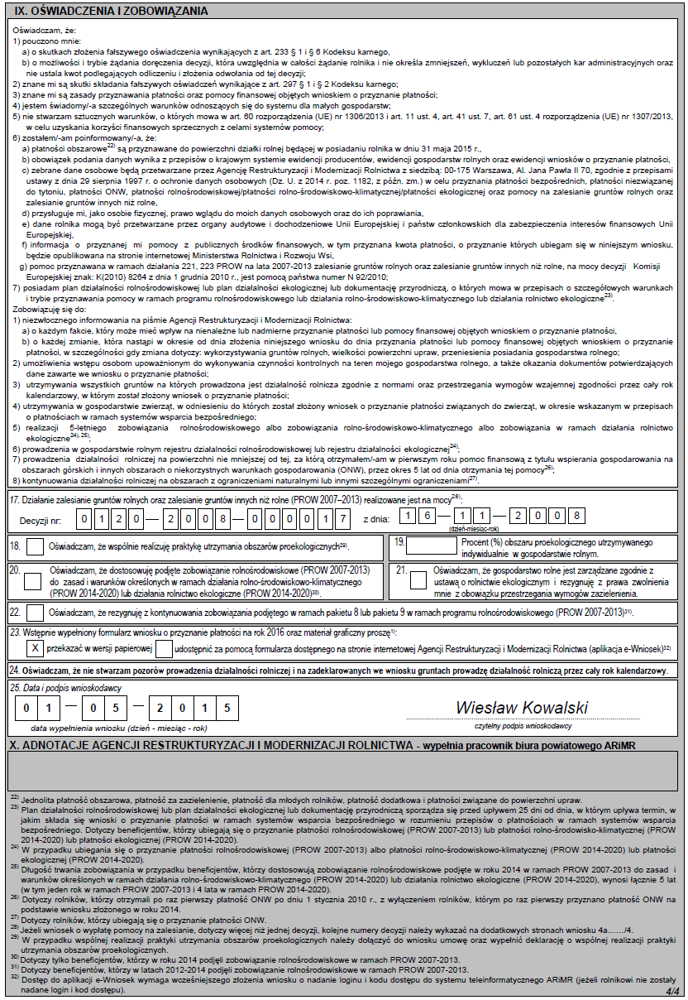 IX. OŚWIADCZENIA I ZOBOWIĄZANIA
Oświadczam, że:
1) pouczono mnie:
a) o skutkach złożenia fałszywego oświadczenia wynikających z art. 233 § 1 i § 6 Kodeksu karnego,
b) o możliwości i trybie żądania doręczenia decyzji, która uwzględnia w całości żądanie rolnika i nie określa zmniejszeń, wykluczeń lub pozostałych kar administracyjnych oraz
nie ustala kwot podlegających odliczeniu i złożenia odwołania od tej decyzji;
2) znane mi są skutki składania fałszywych oświadczeń wynikające z art. 297 § 1 i § 2 Kodeksu karnego;
3) znane mi są zasady przyznawania płatności oraz pomocy finansowej objętych wnioskiem o przyznanie płatności;
4) jestem świadomy/-a szczególnych warunków odnoszących się do systemu dla małych gospodarstw;
5) nie stwarzam sztucznych warunków, o których mowa w art. 60 rozporządzenia (UE) nr 1306/2013 i art. 11 ust. 4, art. 41 ust. 7, art. 61 ust. 4 rozporządzenia (UE) nr 1307/2013,
w celu uzyskania korzyści finansowych sprzecznych z celami systemów pomocy;
6) zostałem/-am poinformowany/-a, że:
a) płatności obszarowe22) są przyznawane do powierzchni działki rolnej będącej w posiadaniu rolnika w dniu 31 maja 2015 r.,
b) obowiązek podania danych wynika z przepisów o krajowym systemie ewidencji producentów, ewidencji gospodarstw rolnych oraz ewidencji wniosków o przyznanie płatności,
c) zebrane dane osobowe będą przetwarzane przez Agencję Restrukturyzacji i Modernizacji Rolnictwa z siedzibą: 00-175 Warszawa, Al. Jana Pawła II 70, zgodnie z przepisami
ustawy z dnia 29 sierpnia 1997 r. o ochronie danych osobowych (Dz. U. z 2014 r. poz. 1182, z późn. zm.) w celu przyznania płatności bezpośrednich, płatności niezwiązanej
do tytoniu, płatności ONW, płatności rolnośrodowiskowej/płatności rolno-środowiskowo-klimatycznej/płatności ekologicznej oraz pomocy na zalesianie gruntów rolnych oraz
zalesianie gruntów innych niż rolne,
d) przysługuje mi, jako osobie fizycznej, prawo wglądu do moich danych osobowych oraz do ich poprawiania,
e) dane rolnika mogą być przetwarzane przez organy audytowe i dochodzeniowe Unii Europejskiej i państw członkowskich dla zabezpieczenia interesów finansowych Unii
Europejskiej,
f) informacja o przyznanej mi pomocy z publicznych środków finansowych, w tym przyznana kwota płatności, o przyznanie których ubiegam się w niniejszym wniosku,
będzie opublikowana na stronie internetowej Ministerstwa Rolnictwa i Rozwoju Wsi,
g) pomoc przyznawana w ramach działania 221, 223 PROW na lata 2007-2013 zalesianie gruntów rolnych oraz zalesianie gruntów innych niż rolne, na mocy decyzji Komisji
Europejskiej znak: K(2010) 8264 z dnia 1 grudnia 2010 r., jest pomocą państwa numer N 92/2010;
7) posiadam plan działalności rolnośrodowiskowej lub plan działalności ekologicznej lub dokumentację przyrodniczą, o których mowa w przepisach o szczegółowych warunkach
i trybie przyznawania pomocy w ramach programu rolnośrodowiskowego lub działania rolno-środowiskowo-klimatycznego lub działania rolnictwo ekologiczne23).
Zobowiązuję się do:
1) niezwłocznego informowania na piśmie Agencji Restrukturyzacji i Modernizacji Rolnictwa:
a) o każdym fakcie, który może mieć wpływ na nienależne lub nadmierne przyznanie płatności lub pomocy finansowej objętych wnioskiem o przyznanie płatności,
b) o każdej zmianie, która nastąpi w okresie od dnia złożenia niniejszego wniosku do dnia przyznania płatności lub pomocy finansowej objętych wnioskiem o przyznanie
płatności, w szczególności gdy zmiana dotyczy: wykorzystywania gruntów rolnych, wielkości powierzchni upraw, przeniesienia posiadania gospodarstwa rolnego;
2) umożliwienia wstępu osobom upoważnionym do wykonywania czynności kontrolnych na teren mojego gospodarstwa rolnego, a także okazania dokumentów potwierdzających
dane zawarte we wniosku o przyznanie płatności;
3) utrzymywania wszystkich gruntów na których prowadzona jest działalność rolnicza zgodnie z normami oraz przestrzegania wymogów wzajemnej zgodności przez cały rok
kalendarzowy, w którym został złożony wniosek o przyznanie płatności;
4) utrzymywania w gospodarstwie zwierząt, w odniesieniu do których został złożony wniosek o przyznanie płatności związanych do zwierząt, w okresie wskazanym w przepisach
o płatnościach w ramach systemów wsparcia bezpośredniego;
5) realizacji 5-letniego zobowiązania rolnośrodowiskowego albo zobowiązania rolno-środowiskowo-klimatycznego albo zobowiązania w ramach działania rolnictwo
ekologiczne24), 25);
6) prowadzenia w gospodarstwie rolnym rejestru działalności rolnośrodowiskowej lub rejestru działalności ekologicznej24);
7) prowadzenia działalności rolniczej na powierzchni nie mniejszej od tej, za którą otrzymałem/-am w pierwszym roku pomoc finansową z tytułu wspierania gospodarowania na
obszarach górskich i innych obszarach o niekorzystnych warunkach gospodarowania (ONW), przez okres 5 lat od dnia otrzymania tej pomocy26);
8) kontynuowania działalności rolniczej na obszarach z ograniczeniami naturalnymi lub innymi szczególnymi ograniczeniami27).
17. Działanie zalesianie gruntów rolnych oraz zalesianie gruntów innych niż rolne (PROW 2007–2013) realizowane jest na mocy28):
Decyzji nr: 0 1 2 0 — 2 0 0 8 — 0 0 0 0 1 7 z dnia: 1 6 — 1 1 — 2 0 0 8
(dzień-miesiąc-rok)
18. Oświadczam, że wspólnie realizuję praktykę utrzymania obszarów proekologicznych29).
19. Procent (%) obszaru proekologicznego utrzymywanego
indywidualnie w gospodarstwie rolnym.
20. Oświadczam, że dostosowuję podjęte zobowiązanie rolnośrodowiskowe (PROW 2007-2013)
do zasad i warunków określonych w ramach działania rolno-środowiskowo-klimatycznego
(PROW 2014-2020) lub działania rolnictwo ekologiczne (PROW 2014-2020)30).
21. Oświadczam, że gospodarstwo rolne jest zarządzane zgodnie z
ustawą o rolnictwie ekologicznym i rezygnuję z prawa zwolnienia
mnie z obowiązku przestrzegania wymogów zazielenienia.
22. Oświadczam, że rezygnuję z kontynuowania zobowiązania podjętego w ramach pakietu 8 lub pakietu 9 w ramach programu rolnośrodowiskowego (PROW 2007-2013)31).
23. Wstępnie wypełniony formularz wniosku o przyznanie płatności na rok 2016 oraz materiał graficzny proszę1):
X przekazać w wersji papierowej udostępnić za pomocą formularza dostępnego na stronie internetowej Agencji Restrukturyzacji i Modernizacji Rolnictwa (aplikacja e-Wniosek)32)
24. Oświadczam, że nie stwarzam pozorów prowadzenia działalności rolniczej i na zadeklarowanych we wniosku gruntach prowadzę działalność rolniczą przez cały rok kalendarzowy.
25. Data i podpis wnioskodawcy
0 1 — 0 5 — 2 0 1 5
Wiesław Kowalski
data wypełnienia wniosku (dzień - miesiąc - rok)
czytelny podpis wnioskodawcy
X. ADNOTACJE AGENCJI RESTRUKTURYZACJI I MODERNIZACJI ROLNICTWA - wypełnia pracownik biura powiatowego ARiMR
22) Jednolita płatność obszarowa, płatność za zazielenienie, płatność dla młodych rolników, płatność dodatkowa i płatności związane do powierzchni upraw.
23) Plan działalności rolnośrodowiskowej lub plan działalności ekologicznej lub dokumentację przyrodniczą sporządza się przed upływem 25 dni od dnia, w którym upływa termin, w
jakim składa się wnioski o przyznanie płatności w ramach systemów wsparcia bezpośredniego w rozumieniu przepisów o płatnościach w ramach systemów wsparcia
bezpośredniego. Dotyczy beneficjentów, którzy ubiegają się o przyznanie płatności rolnośrodowiskowej (PROW 2007-2013) lub płatności rolno-środowisko-klimatycznej (PROW
2014-2020) lub płatności ekologicznej (PROW 2014-2020).
24) W przypadku ubiegania się o przyznanie płatności rolnośrodowiskowej (PROW 2007-2013) albo płatności rolno-środowiskowo-klimatycznej (PROW 2014-2020) lub płatności
ekologicznej (PROW 2014-2020).
25) Długość trwania zobowiązania w przypadku beneficjentów, którzy dostosowują zobowiązanie rolnośrodowiskowe podjęte w roku 2014 w ramach PROW 2007-2013 do zasad i
warunków określonych w ramach działania rolno-środowiskowo-klimatycznego (PROW 2014-2020) lub działania rolnictwo ekologiczne (PROW 2014-2020), wynosi łącznie 5 lat
(w tym jeden rok w ramach PROW 2007-2013 i 4 lata w ramach PROW 2014-2020).
26) Dotyczy rolników, którzy otrzymali po raz pierwszy płatność ONW po dniu 1 stycznia 2010 r., z wyłączeniem rolników, którym po raz pierwszy przyznano płatność ONW na
podstawie wniosku złożonego w roku 2014.
27) Dotyczy rolników, którzy ubiegają się o przyznanie płatności ONW.
28) Jeżeli wniosek o wypłatę pomocy na zalesianie, dotyczy więcej niż jednej decyzji, kolejne numery decyzji należy wykazać na dodatkowych stronach wniosku 4a……/4.
29) W przypadku wspólnej realizacji praktyki utrzymania obszarów proekologicznych, należy dołączyć do wniosku umowę oraz wypełnić deklarację o wspólnej realizacji praktyki
utrzymania obszarów proekologicznych.
30) Dotyczy tylko beneficjentów, którzy w roku 2014 podjęli zobowiązanie rolnośrodowiskowe w ramach PROW 2007-2013.
31) Dotyczy beneficjentów, którzy w latach 2012-2014 podjęli zobowiązanie rolnośrodowiskowe w ramach PROW 2007-2013.
32) Dostęp do aplikacji e-Wniosek wymaga wcześniejszego złożenia wniosku o nadanie loginu i kodu dostępu do systemu teleinformatycznego ARiMR (jeżeli rolnikowi nie zostały
nadane login i kod dostępu).
4/4